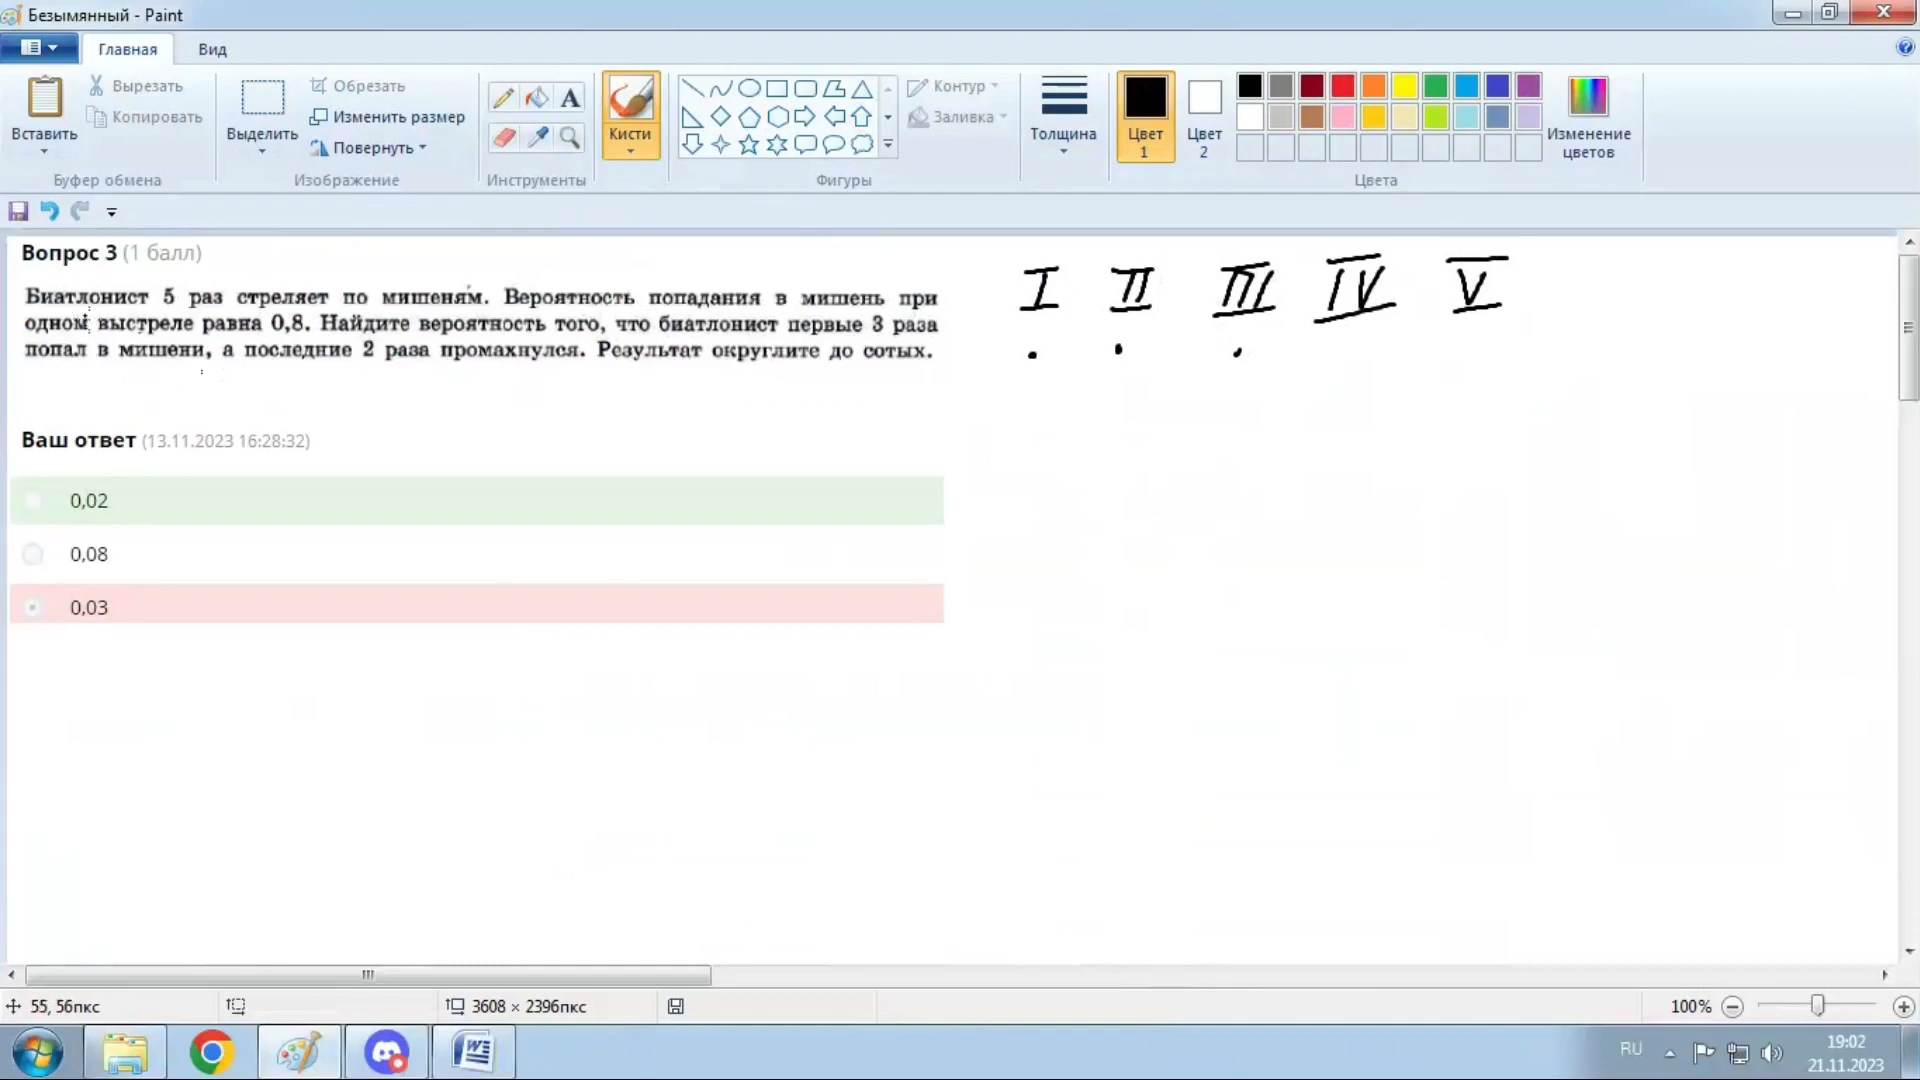 Безымянный - Paint
Главная
Вид
Вставить
Вырезать
Копировать
Буфер обмена
Выделить
Обрезать
Изменить размер
Повернуть
Изображение
A
Инструменты
Кисти
Фигуры
Контур
Заливка
Толщина
Цвет
1
Цвет
2
Изменение
цветов
Цвета
Вопрос 3 (1 балл)
Биатлонист 5 раз стреляет по мишеням. Вероятность попадания в мишень при
одном выстреле равна 0,8. Найдите вероятность того, что биатлонист первые 3 раза
попал в мишени, а последние 2 раза промахнулся. Результат округлите до сотых.
I II III IV V
Ваш ответ (13.11.2023 16:28:32)
0,02
0,08
0,03
55, 56пкс
3608 × 2396пкс
100%
RU
19:02
21.11.2023